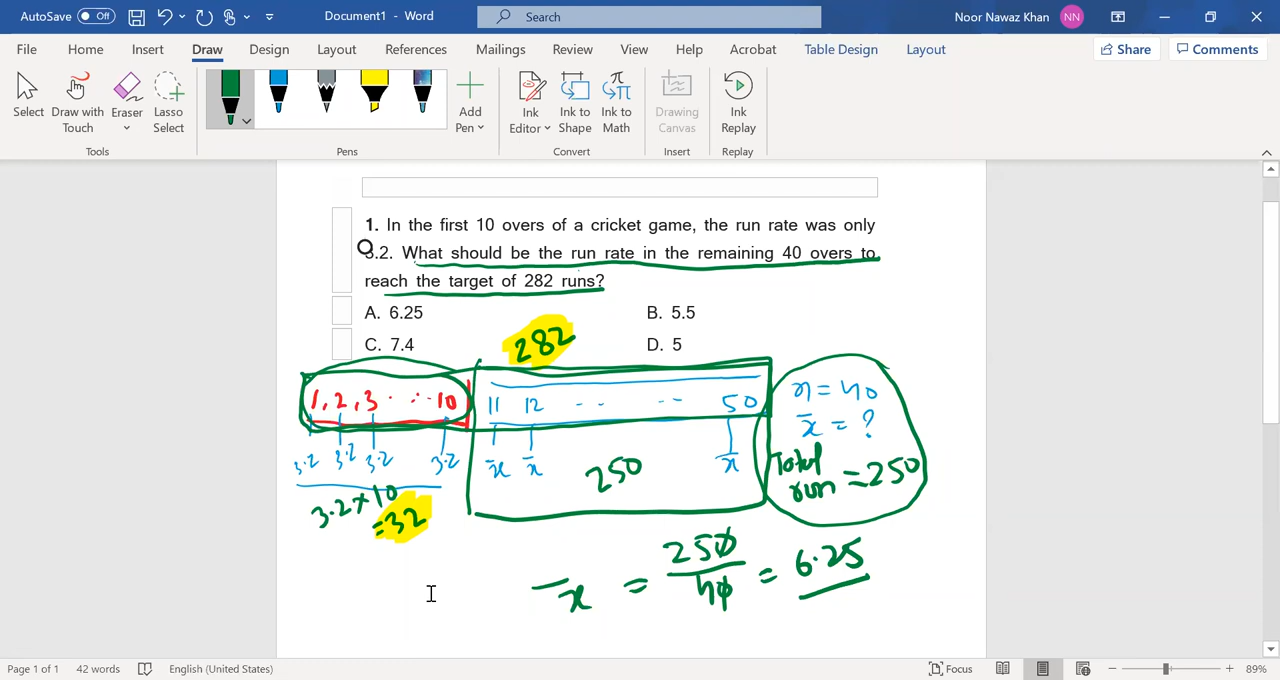 AutoSave Off Document1 - Word Search Noor Nawaz Khan NN
File Home Insert Draw Design Layout References Mailings Review View Help Acrobat Table Design Layout Share Comments
Select Draw with Touch Eraser Lasso Select Add Pen Ink Editor Ink to Shape Ink to Math Drawing Canvas Ink Replay
Tools Pens Convert Insert Replay
1. In the first 10 overs of a cricket game, the run rate was only
3.2. What should be the run rate in the remaining 40 overs to
reach the target of 282 runs?
A. 6.25 B. 5.5
C. 7.4 D. 5
282
1, 2, 3 . . . 10 11 12 - - - - 50
3.2 3.2 3.2 3.2 x̄ x̄ x̄
3.2 × 10
= 32
250
n = 40
x̄ = ?
Total run = 250
x̄ = 250/40 = 6.25
Page 1 of 1 42 words English (United States) Focus 89%